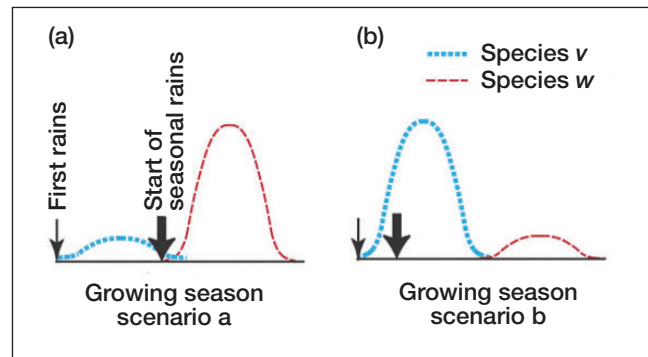 (a)
First rains
Start of
seasonal rains
Growing season
scenario a
(b)
Species v
Species w
Growing season
scenario b